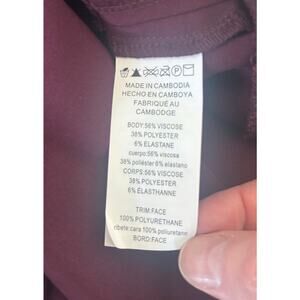 MADE IN CAMBODIA
HECHO EN CAMBOYA
FABRIQUÉ AU
CAMBODGE
BODY:56% VISCOSE
38% POLYESTER
6% ELASTANE
cuerpo:56% viscosa
38% poliéster 6% elastano
CORPS:56% VISCOSE
38% POLYESTER
6% ÉLASTHANNE
TRIM:FACE
100% POLYURETHANE
ribete:cara 100% poliuretano
BORD:FACE